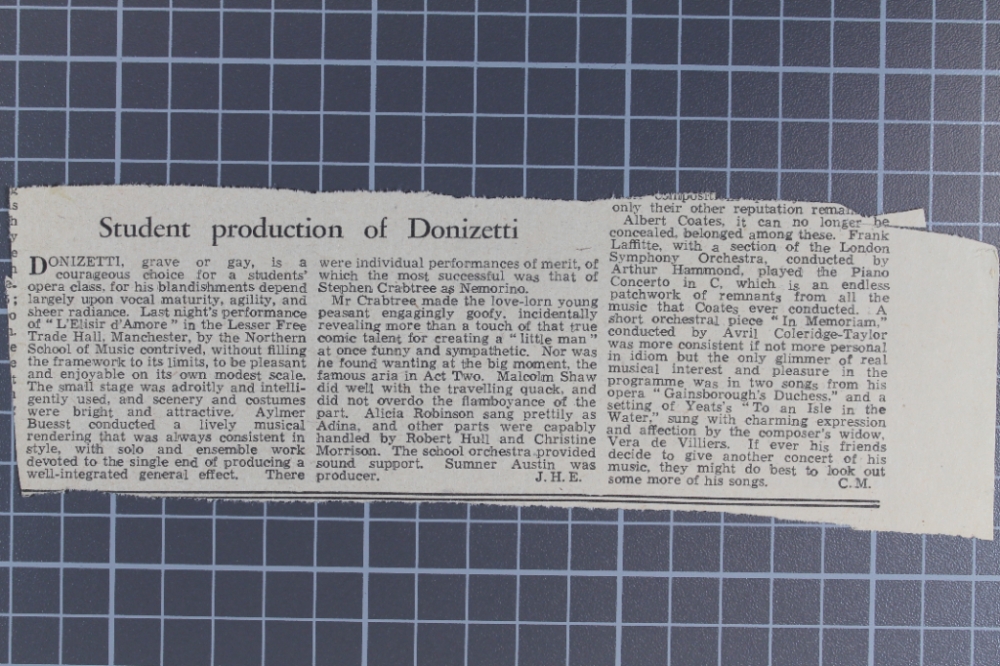 Student production of Donizetti
DONIZETTI, grave or gay, is a
courageous choice for a students'
opera class, for his blandishments depend
largely upon vocal maturity, agility, and
sheer radiance. Last night's performance
of "L'Elisir d'Amore" in the Lesser Free
Trade Hall, Manchester, by the Northern
School of Music contrived, without filling
the framework to its limits, to be pleasant
and enjoyable on its own modest scale.
The small stage was adroitly and intelli-
gently used, and scenery and costumes
were bright and attractive. Aylmer
Buesst conducted a lively musical
rendering that was always consistent in
style, with solo and ensemble work
devoted to the single end of producing a
well-integrated general effect. There
were individual performances of merit, of
which the most successful was that of
Stephen Crabtree as Nemorino.
Mr Crabtree made the love-lorn young
peasant engagingly goofy, incidentally
revealing more than a touch of that true
comic talent for creating a "little man"
at once funny and sympathetic. Nor was
he found wanting at the big moment, the
famous aria in Act Two. Malcolm Shaw
did well with the travelling quack, and
did not overdo the flamboyance of the
part. Alicia Robinson sang prettily as
Adina, and other parts were capably
handled by Robert Hull and Christine
Morrison. The school orchestra provided
sound support. Sumner Austin was
producer. J. H. E.
only their other reputation
Albert Coates, it can no longer be
concealed, belonged among these. Frank
Laffitte, with a section of the London
Symphony Orchestra, conducted by
Arthur Hammond, played the Piano
Concerto in C, which is an endless
patchwork of remnants from all the
music that Coates ever conducted. A
short orchestral piece "In Memoriam,"
conducted by Avril Coleridge-Taylor
was more consistent if not more personal
in idiom but the only glimmer of real
musical interest and pleasure in the
programme was in two songs from his
opera "Gainsborough's Duchess," and a
setting of Yeats's "To an Isle in the
Water," sung with charming expression
and affection by the composer's widow,
Vera de Villiers. If ever his friends
decide to give another concert of his
music, they might do best to look out
some more of his songs. C. M.